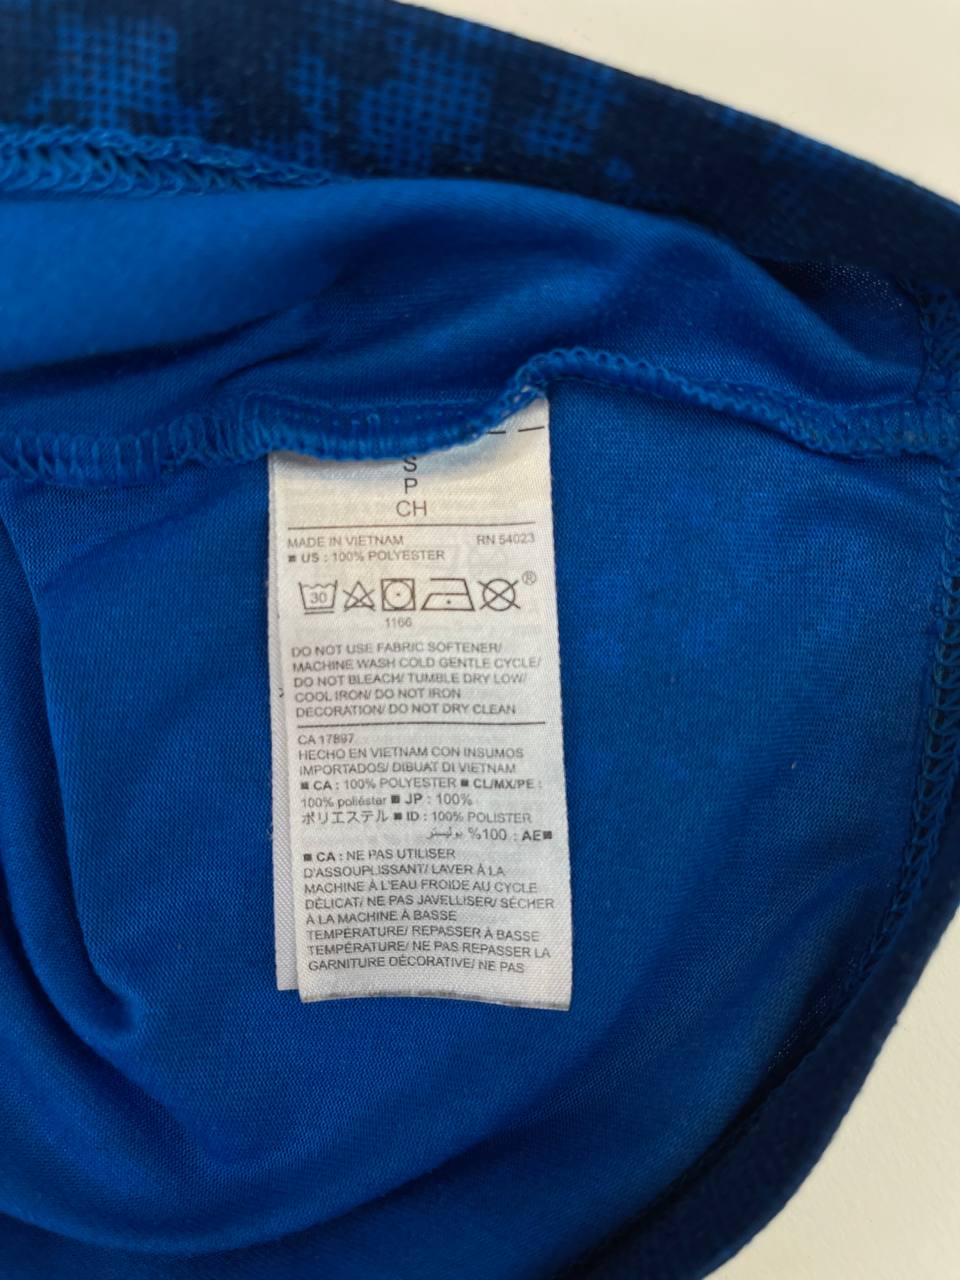 S
P
CH
MADE IN VIETNAM RN 54023
■ US : 100% POLYESTER
30
®
1166
DO NOT USE FABRIC SOFTENER/
MACHINE WASH COLD GENTLE CYCLE/
DO NOT BLEACH/ TUMBLE DRY LOW/
COOL IRON/ DO NOT IRON
DECORATION/ DO NOT DRY CLEAN
CA 17897
HECHO EN VIETNAM CON INSUMOS
IMPORTADOS/ DIBUAT DI VIETNAM
■ CA : 100% POLYESTER ■ CL/MX/PE :
100% poliéster ■ JP : 100%
ポリエステル ■ ID : 100% POLISTER
■AE : 100% بوليستر
■ CA : NE PAS UTILISER
D'ASSOUPLISSANT/ LAVER À LA
MACHINE À L'EAU FROIDE AU CYCLE
DÉLICAT/ NE PAS JAVELLISER/ SÉCHER
À LA MACHINE À BASSE
TEMPÉRATURE/ REPASSER À BASSE
TEMPÉRATURE/ NE PAS REPASSER LA
GARNITURE DÉCORATIVE/ NE PAS